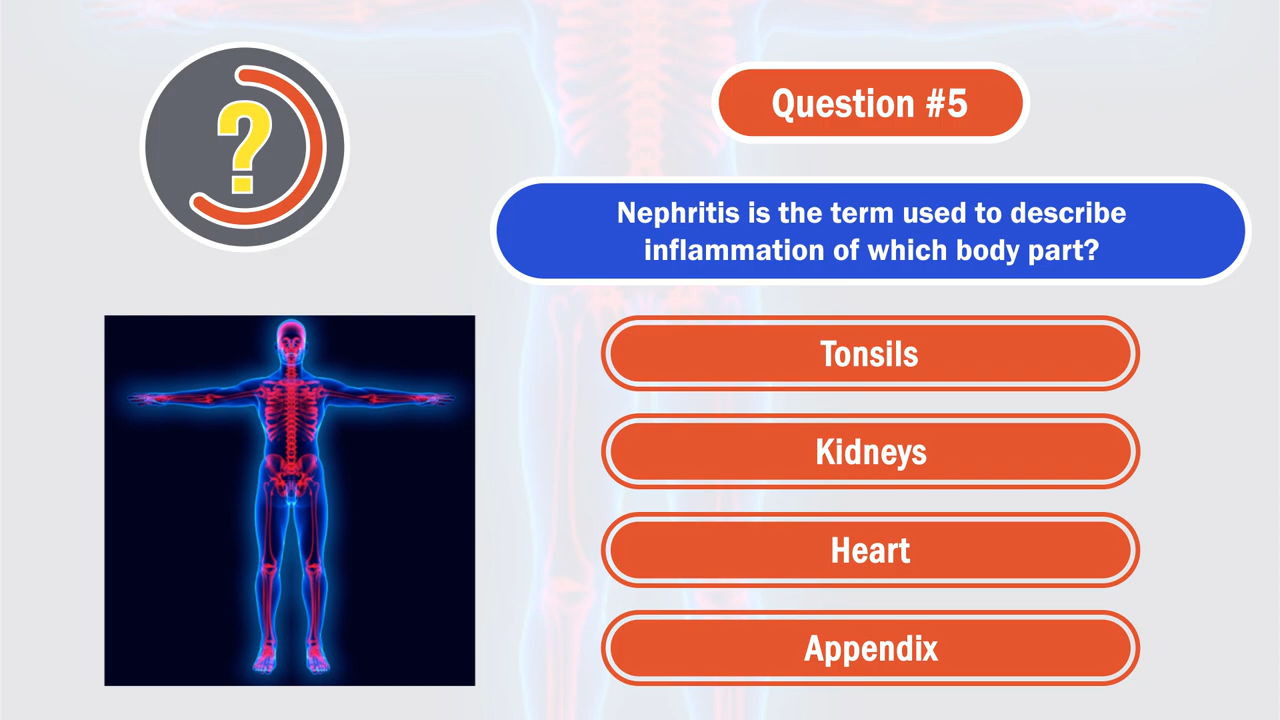 ?
Question #5
Nephritis is the term used to describe
inflammation of which body part?
Tonsils
Kidneys
Heart
Appendix